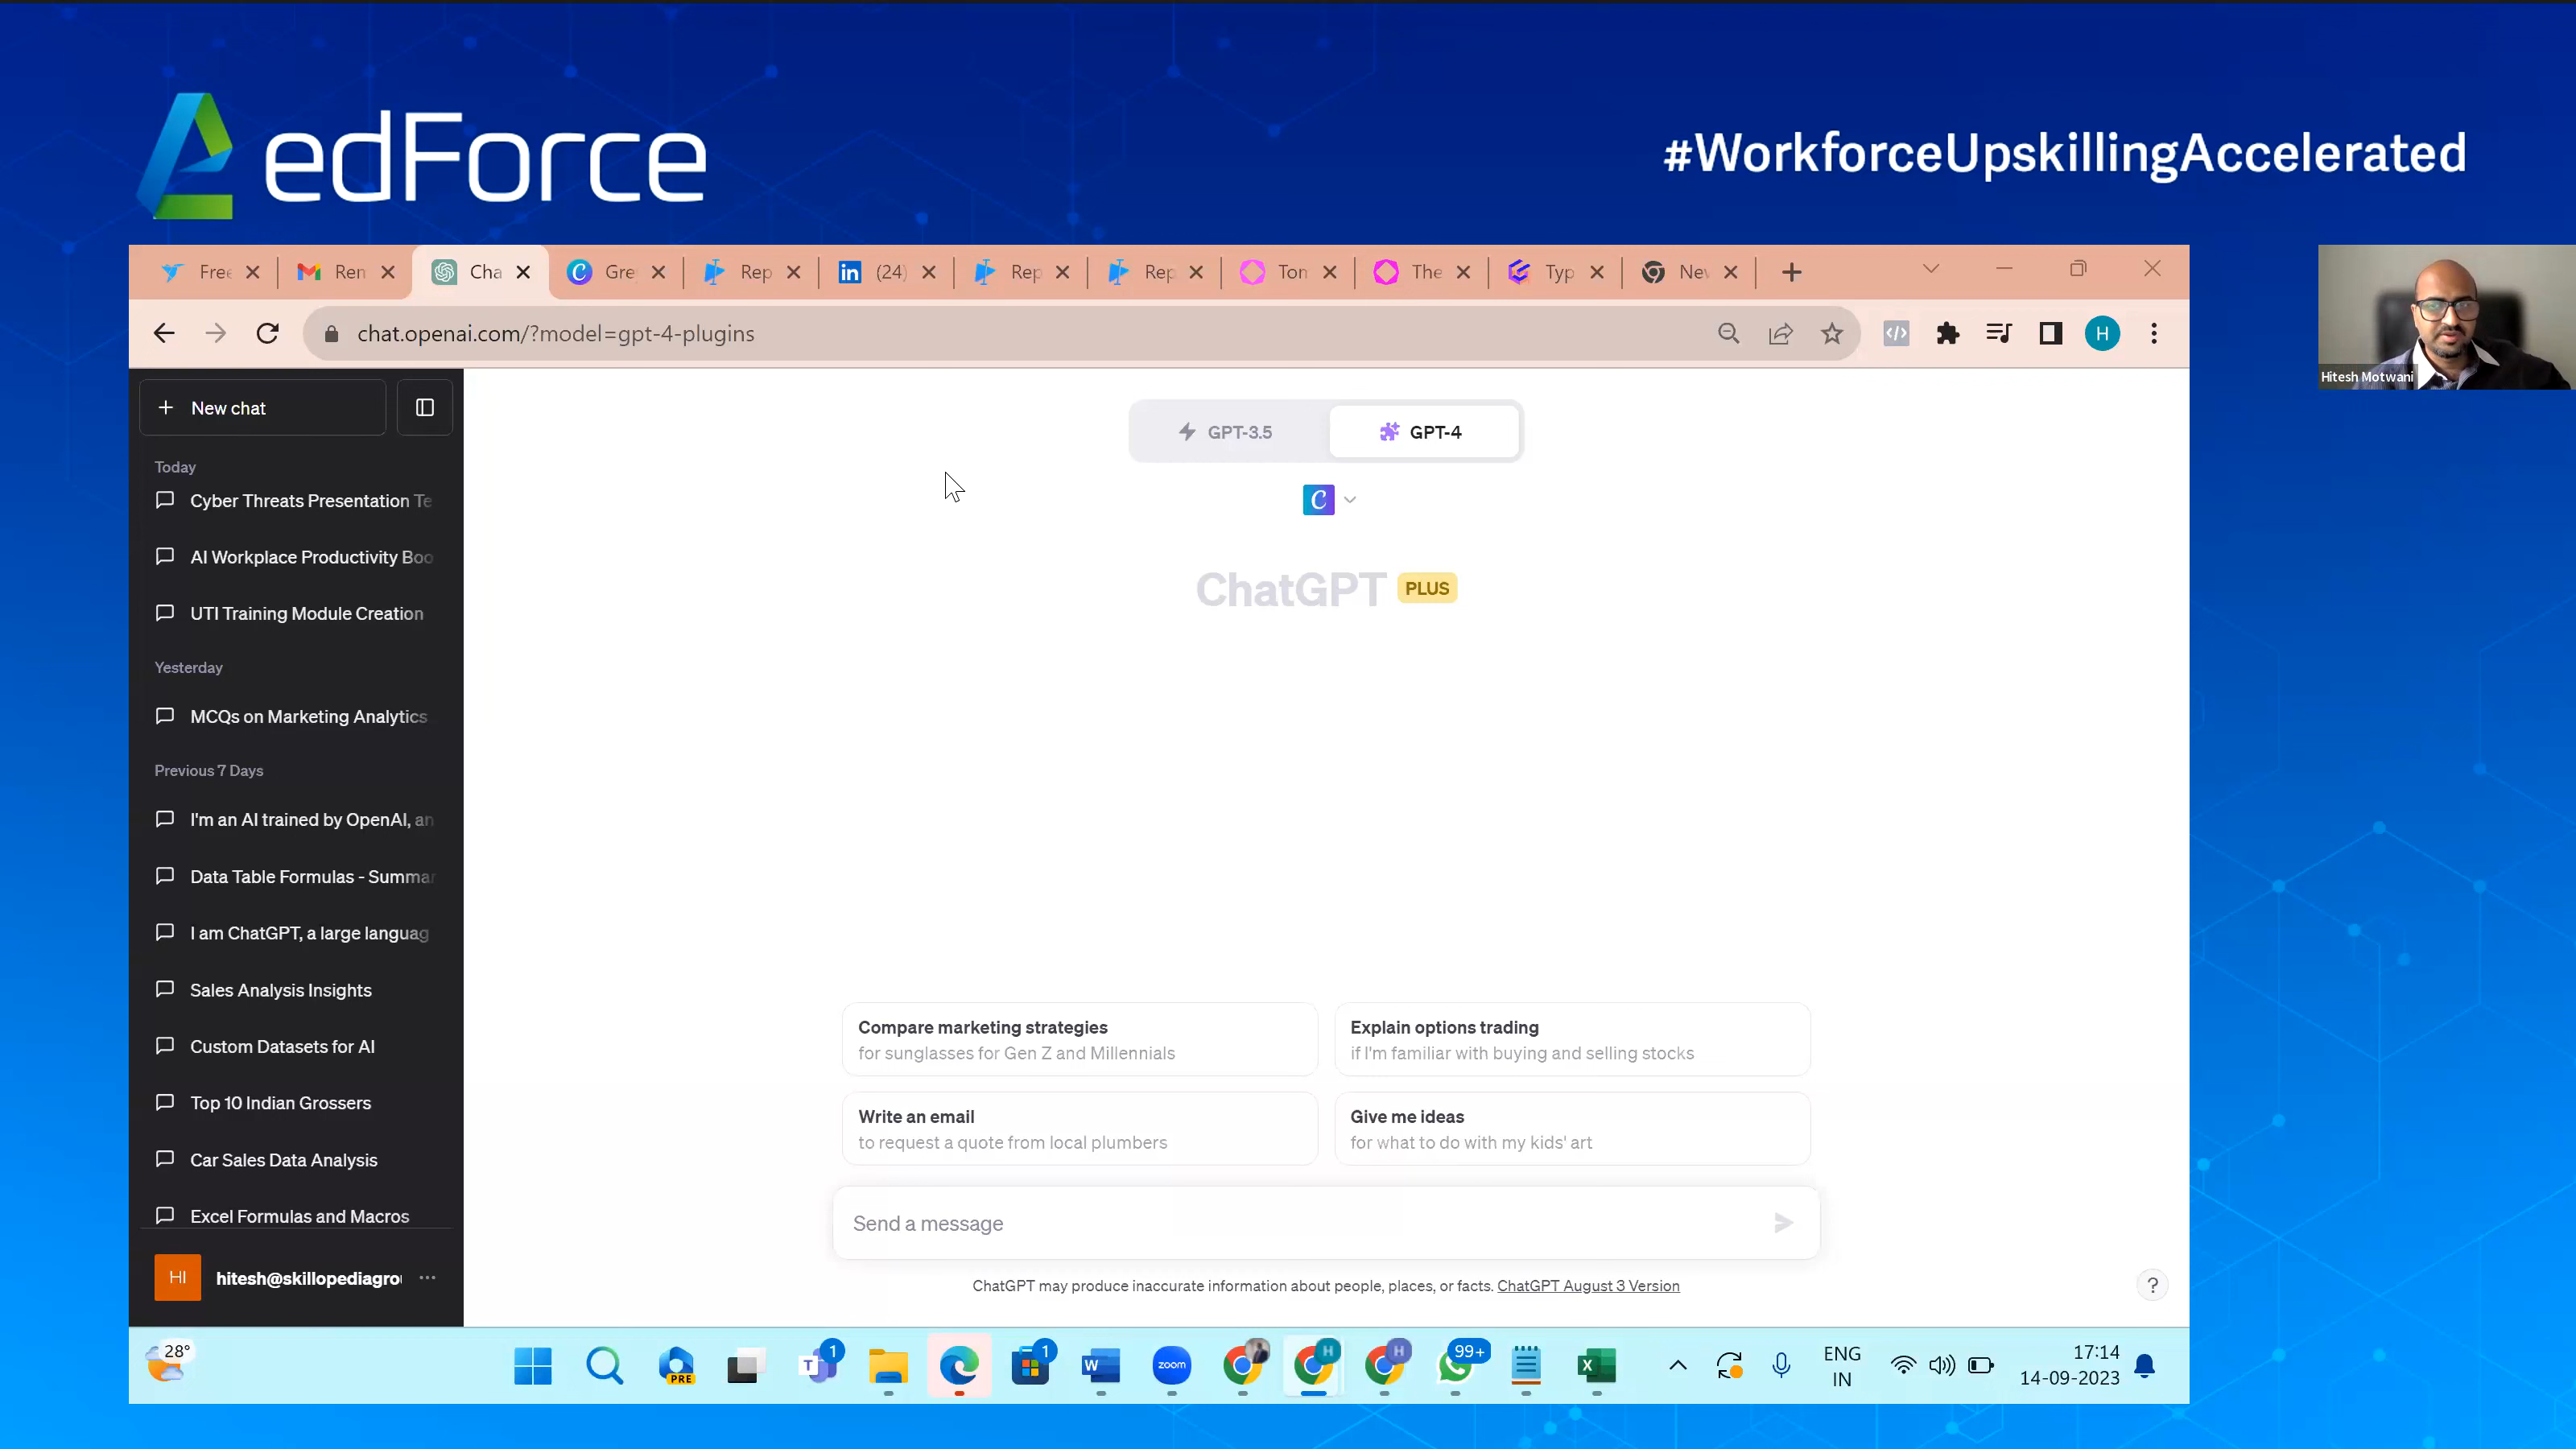 edForce
#WorkforceUpskillingAccelerated
Free
Ren
Cha
Gre
Rep
in (24)
Rep
Rep
Ton
The
Typ
Nev
chat.openai.com/?model=gpt-4-plugins
H
Hitesh Motwani
New chat
GPT-3.5
GPT-4
C
ChatGPT PLUS
Today
Cyber Threats Presentation Te
AI Workplace Productivity Boo
UTI Training Module Creation
Yesterday
MCQs on Marketing Analytics
Previous 7 Days
I'm an AI trained by OpenAI, an
Data Table Formulas - Summar
I am ChatGPT, a large languag
Sales Analysis Insights
Custom Datasets for AI
Top 10 Indian Grossers
Car Sales Data Analysis
Excel Formulas and Macros
HI
hitesh@skillopediagro
Compare marketing strategies
for sunglasses for Gen Z and Millennials
Explain options trading
if I'm familiar with buying and selling stocks
Write an email
to request a quote from local plumbers
Give me ideas
for what to do with my kids' art
Send a message
ChatGPT may produce inaccurate information about people, places, or facts. ChatGPT August 3 Version
?
28°
PRE
T 1
1
W
zoom
H
H
99+
X
ENG
IN
17:14
14-09-2023